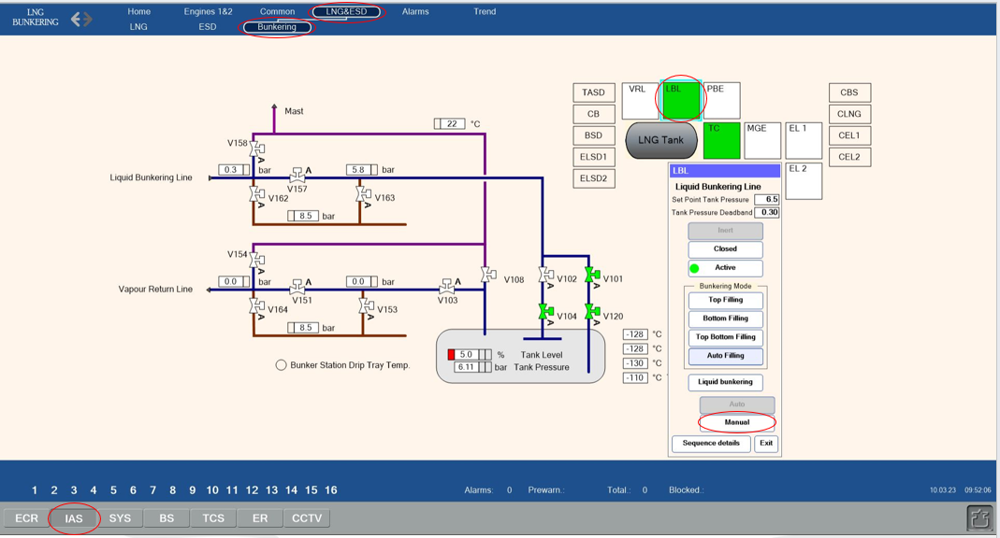 LNG BUNKERING
Home Engines 1&2 Common LNG&ESD Alarms Trend
LNG ESD Bunkering
TASD
CB
BSD
ELSD1
ELSD2
VRL LBL PBE
LNG Tank
TC MGE EL 1
EL 2
CBS
CLNG
CEL1
CEL2
Mast
22 °C
V158
0.3 bar
5.8 bar
Liquid Bunkering Line
A
V157
V162
A
V163
A
8.5 bar
V154
A
0.0 bar
0.0 bar
Vapour Return Line
A
V151
A
V103
V164
A
V153
A
8.5 bar
V108
V102
A
V101
A
V104
A
V120
A
Bunker Station Drip Tray Temp.
5.0 % Tank Level
6.11 bar Tank Pressure
-128 °C
-128 °C
-130 °C
-110 °C
LBL
Liquid Bunkering Line
Set Point Tank Pressure 6.5
Tank Pressure Deadband 0.30
Inert
Closed
Active
Bunkering Mode
Top Filling
Bottom Filling
Top Bottom Filling
Auto Filling
Liquid bunkering
Auto
Manual
Sequence details Exit
1 2 3 4 5 6 7 8 9 10 11 12 13 14 15 16
Alarms: 0 Prewarn.: Total.: 0 Blocked.:
10.03.23 09:52:06
ECR IAS SYS BS TCS ER CCTV